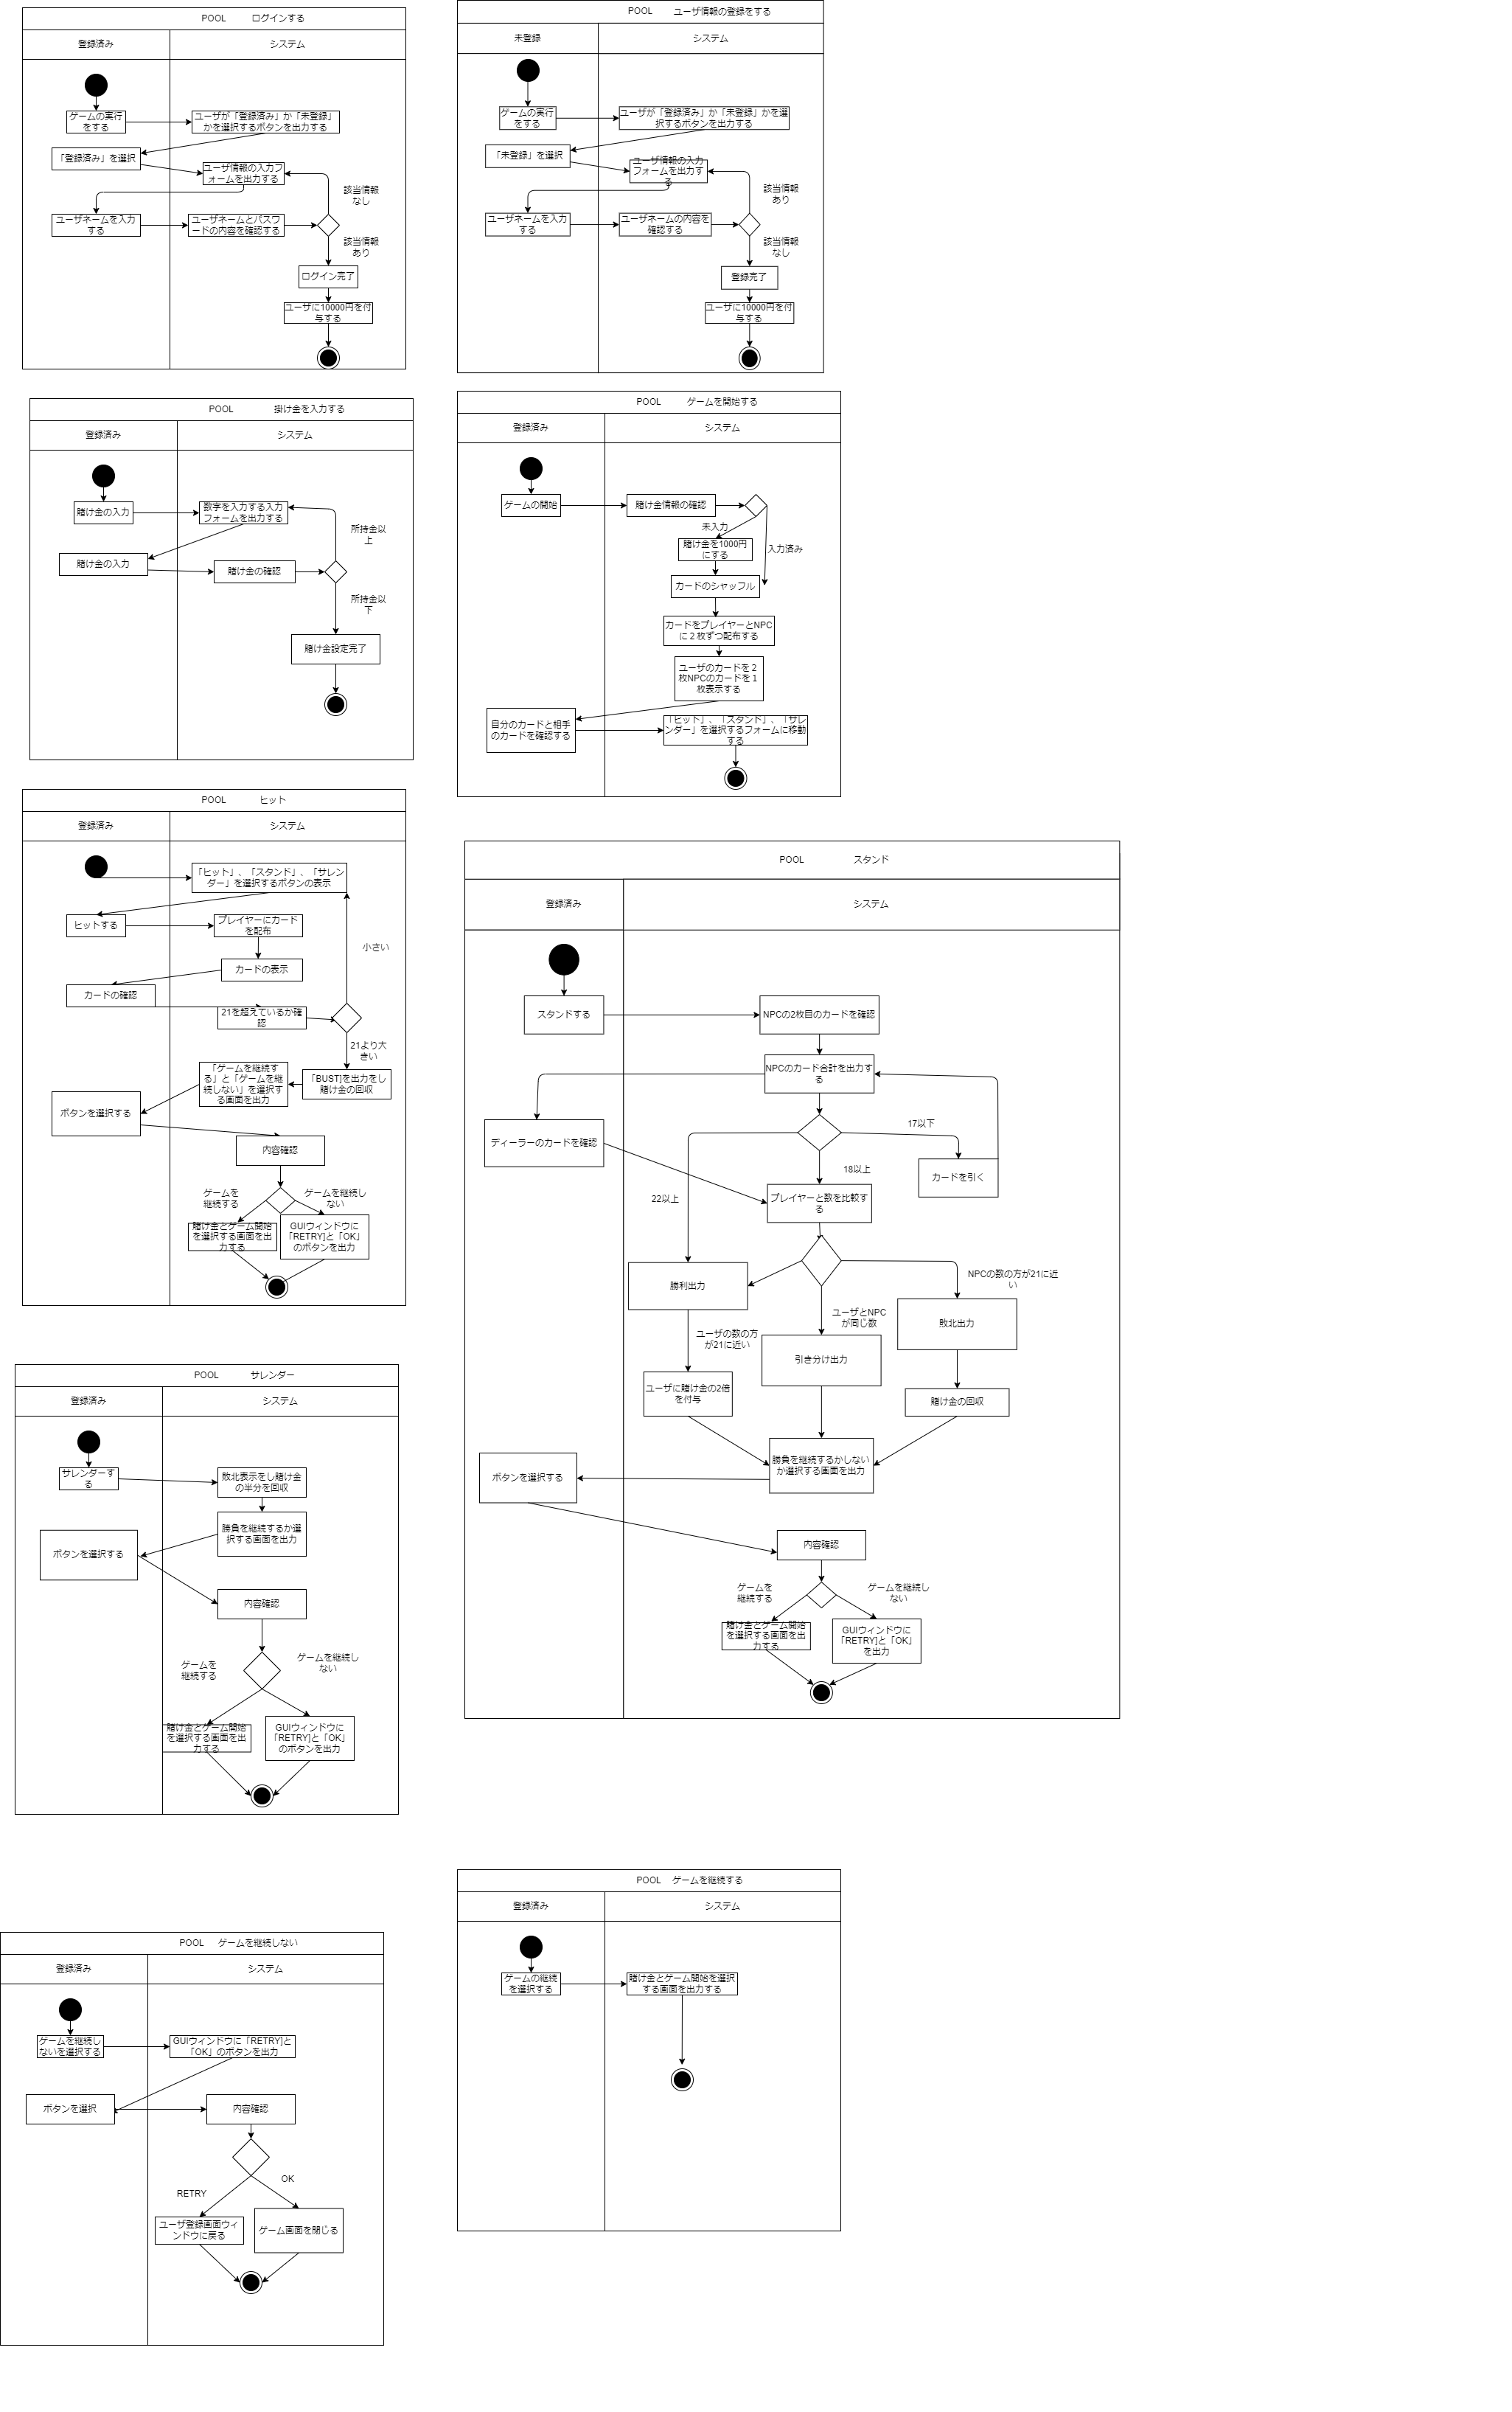 POOL ログインする
登録済み
システム
ゲームの実行
をする
ユーザが「登録済み」か「未登録」
かを選択するボタンを出力する
「登録済み」を選択
ユーザ情報の入力フ
ォームを出力する
該当情報
なし
ユーザネームを入力
する
ユーザネームとパスワ
ードの内容を確認する
該当情報
あり
ログイン完了
ユーザに10000円を付
与する
POOL ユーザ情報の登録をする
未登録
システム
ゲームの実行
をする
ユーザが「登録済み」か「未登録」かを選
択するボタンを出力する
「未登録」を選択
ユーザ情報の入力
フォームを出力す
る
該当情報
あり
ユーザネームを入力
する
ユーザネームの内容を
確認する
該当情報
なし
登録完了
ユーザに10000円を付
与する
POOL 掛け金を入力する
登録済み
システム
賭け金の入力
数字を入力する入力
フォームを出力する
所持金以
上
賭け金の入力
賭け金の確認
所持金以
下
賭け金設定完了
POOL ゲームを開始する
登録済み
システム
ゲームの開始
賭け金情報の確認
未入力
賭け金を1000円
にする
入力済み
カードのシャッフル
カードをプレイヤーとNPC
に２枚ずつ配布する
ユーザのカードを２
枚NPCのカードを１
枚表示する
自分のカードと相手
のカードを確認する
「ヒット」、「スタンド」、「サレ
ンダー」を選択するフォームに移動
する
POOL ヒット
登録済み
システム
「ヒット」、「スタンド」、「サレン
ダー」を選択するボタンの表示
ヒットする
プレイヤーにカード
を配布
小さい
カードの表示
カードの確認
21を超えているか確
認
21より大
きい
「ゲームを継続す
る」と「ゲームを継
続しない」を選択す
る画面を出力
「BUST]を出力をし
賭け金の回収
ボタンを選択する
内容確認
ゲームを
継続する
ゲームを継続し
ない
賭け金とゲーム開始
を選択する画面を出
力する
GUIウィンドウに
「RETRY]と「OK」
のボタンを出力
POOL スタンド
登録済み
システム
スタンドする
NPCの2枚目のカードを確認
NPCのカード合計を出力す
る
ディーラーのカードを確認
17以下
カードを引く
18以上
22以上
プレイヤーと数を比較す
る
勝利出力
NPCの数の方が21に近
い
ユーザとNPC
が同じ数
敗北出力
ユーザの数の方
が21に近い
引き分け出力
ユーザに賭け金の2倍
を付与
賭け金の回収
勝負を継続するかしない
か選択する画面を出力
ボタンを選択する
内容確認
ゲームを
継続する
ゲームを継続し
ない
賭け金とゲーム開始
を選択する画面を出
力する
GUIウィンドウに
「RETRY]と「OK」
を出力
POOL サレンダー
登録済み
システム
サレンダーす
る
敗北表示をし賭け金
の半分を回収
勝負を継続するか選
択する画面を出力
ボタンを選択する
内容確認
ゲームを
継続する
ゲームを継続し
ない
賭け金とゲーム開始
を選択する画面を出
力する
GUIウィンドウに
「RETRY]と「OK」
のボタンを出力
POOL ゲームを継続する
登録済み
システム
ゲームの継続
を選択する
賭け金とゲーム開始を選択
する画面を出力する
POOL ゲームを継続しない
登録済み
システム
ゲームを継続し
ないを選択する
GUIウィンドウに「RETRY]と
「OK」のボタンを出力
ボタンを選択
内容確認
OK
RETRY
ユーザ登録画面ウィ
ンドウに戻る
ゲーム画面を閉じる